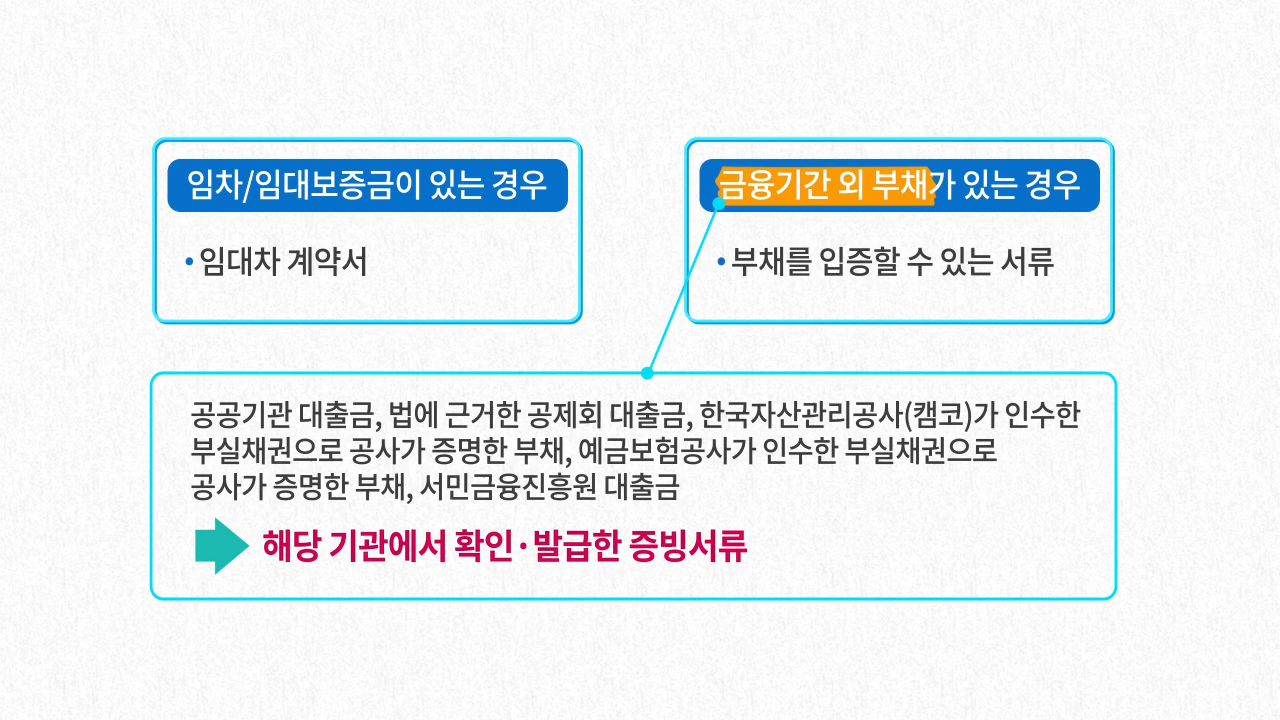 임차/임대보증금이 있는 경우
• 임대차 계약서
금융기간 외 부채가 있는 경우
• 부채를 입증할 수 있는 서류
공공기관 대출금, 법에 근거한 공제회 대출금, 한국자산관리공사(캠코)가 인수한
부실채권으로 공사가 증명한 부채, 예금보험공사가 인수한 부실채권으로
공사가 증명한 부채, 서민금융진흥원 대출금
해당 기관에서 확인·발급한 증빙서류